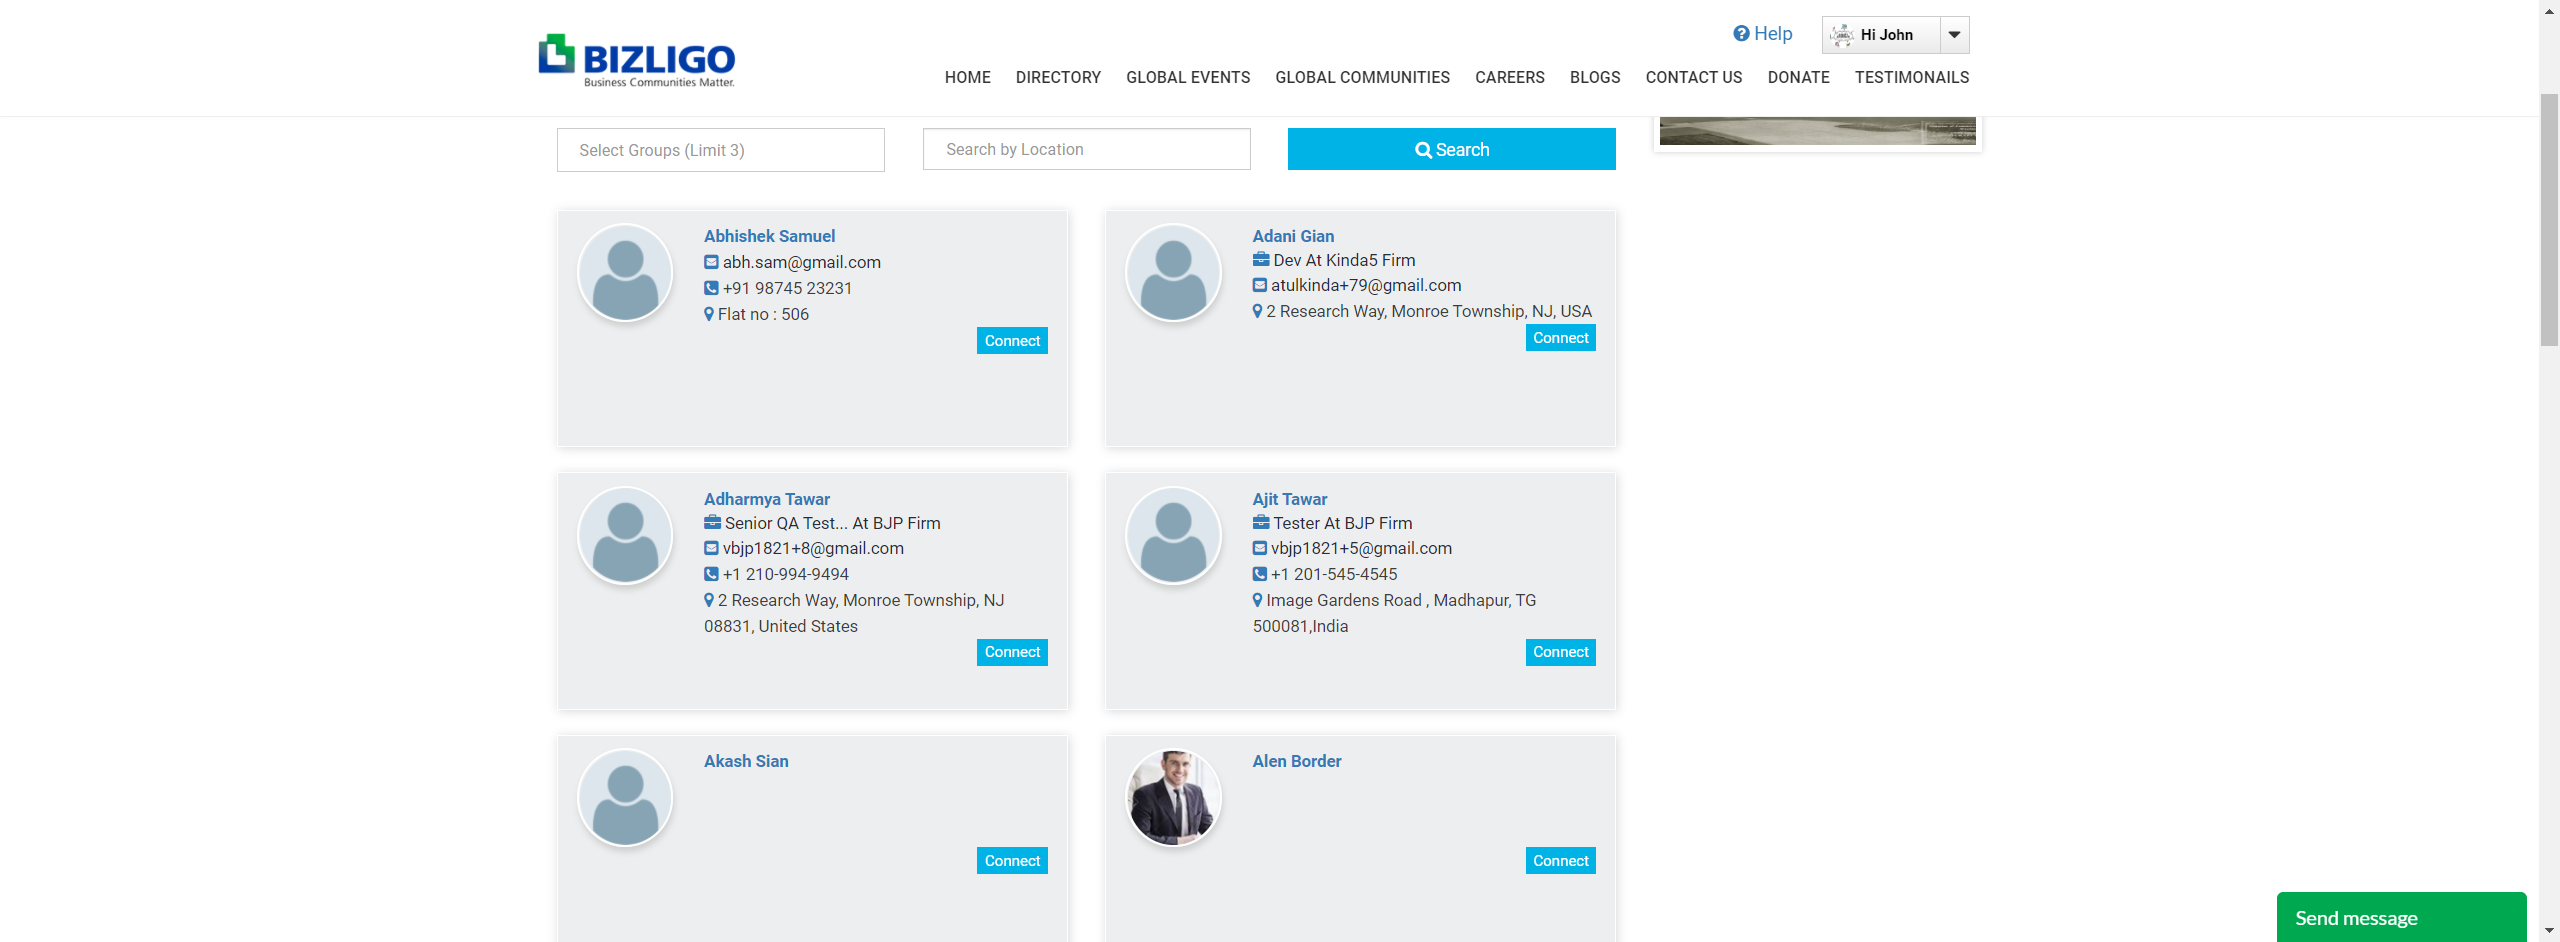 BIZLIGO
Business Communities Matter.
Help
Hi John
HOME DIRECTORY GLOBAL EVENTS GLOBAL COMMUNITIES CAREERS BLOGS CONTACT US DONATE TESTIMONAILS
Select Groups (Limit 3)
Search by Location
Search
Abhishek Samuel
abh.sam@gmail.com
+91 98745 23231
Flat no : 506
Connect
Adani Gian
Dev At Kinda5 Firm
atulkinda+79@gmail.com
2 Research Way, Monroe Township, NJ, USA
Connect
Adharmya Tawar
Senior QA Test... At BJP Firm
vbjp1821+8@gmail.com
+1 210-994-9494
2 Research Way, Monroe Township, NJ
08831, United States
Connect
Ajit Tawar
Tester At BJP Firm
vbjp1821+5@gmail.com
+1 201-545-4545
Image Gardens Road , Madhapur, TG
500081,India
Connect
Akash Sian
Connect
Alen Border
Connect
Send message